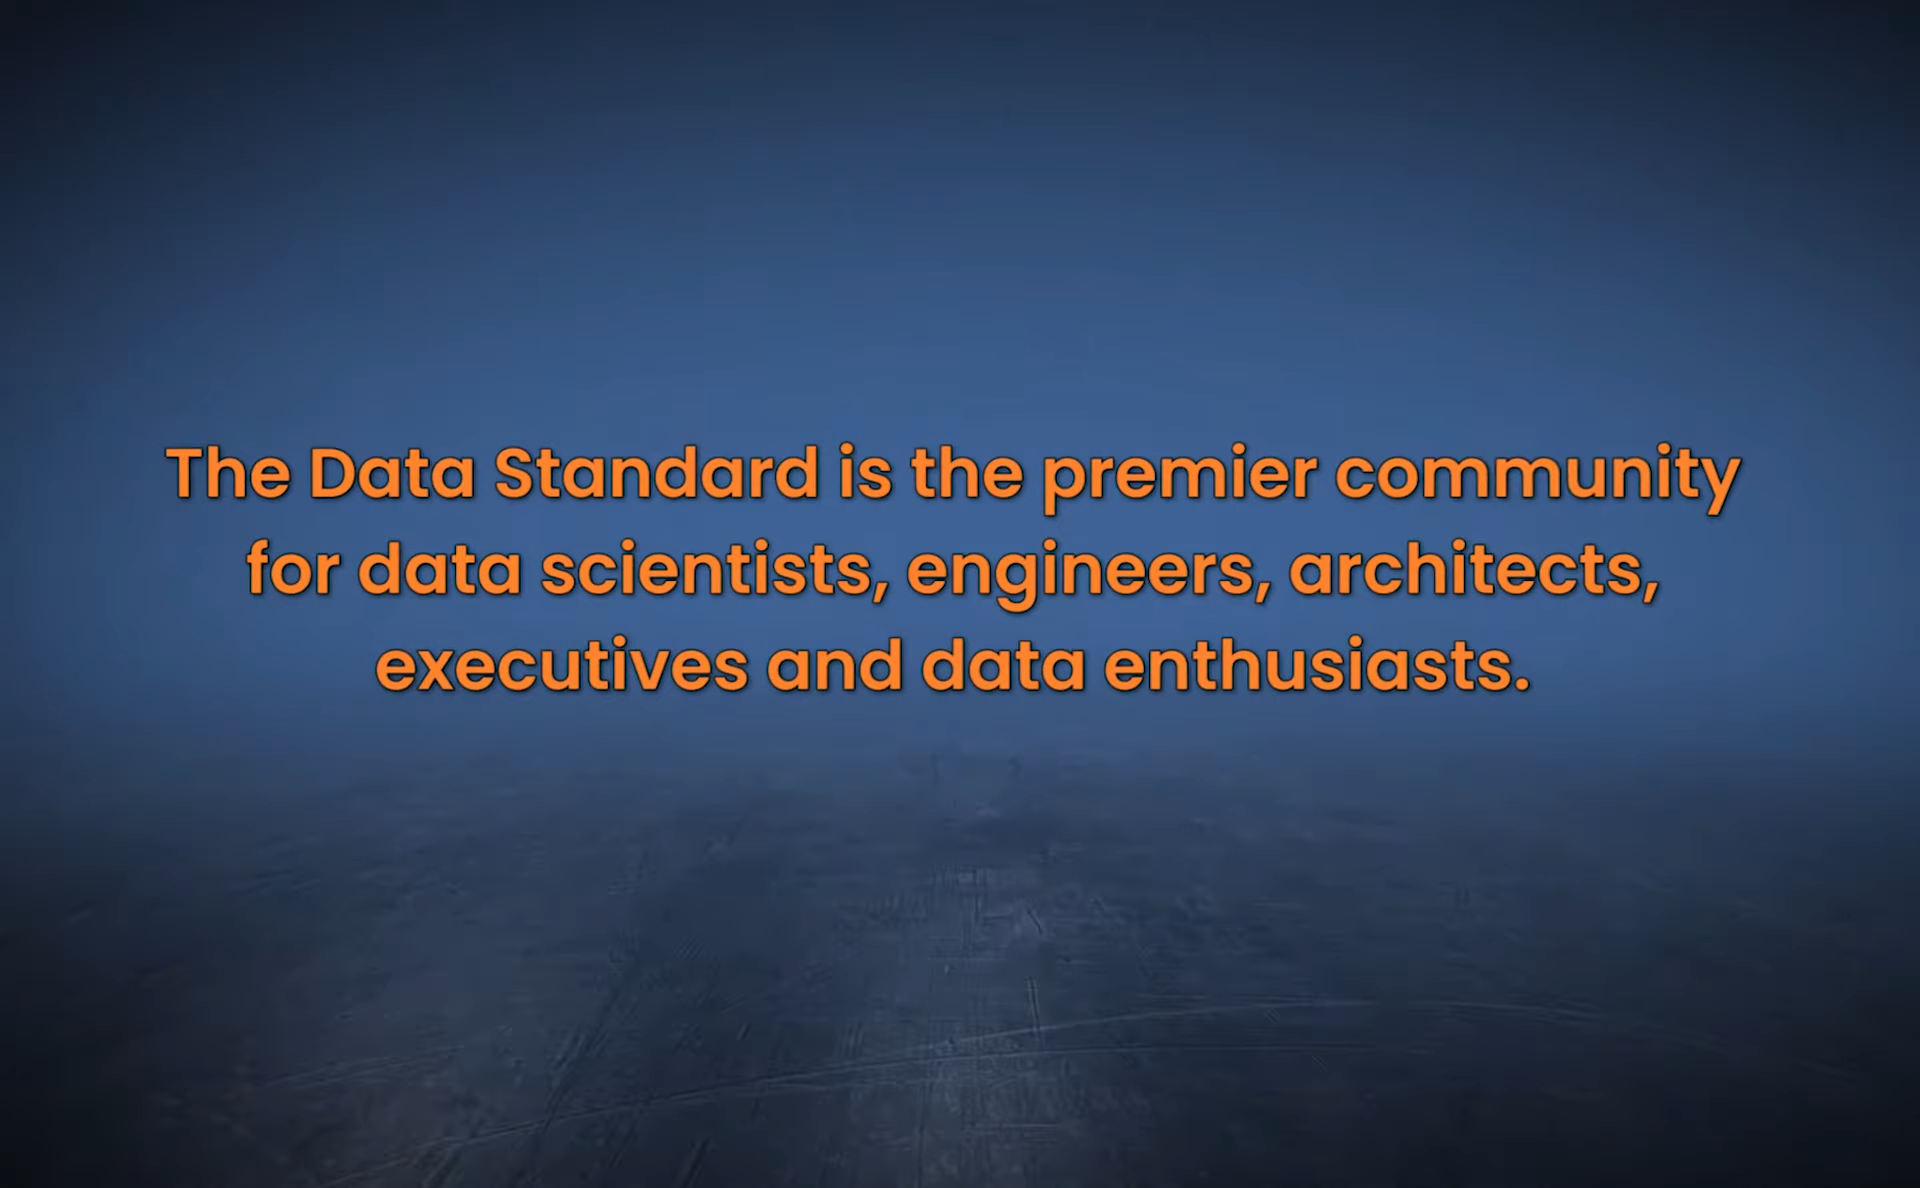 The Data Standard is the premier community
for data scientists, engineers, architects,
executives and data enthusiasts.